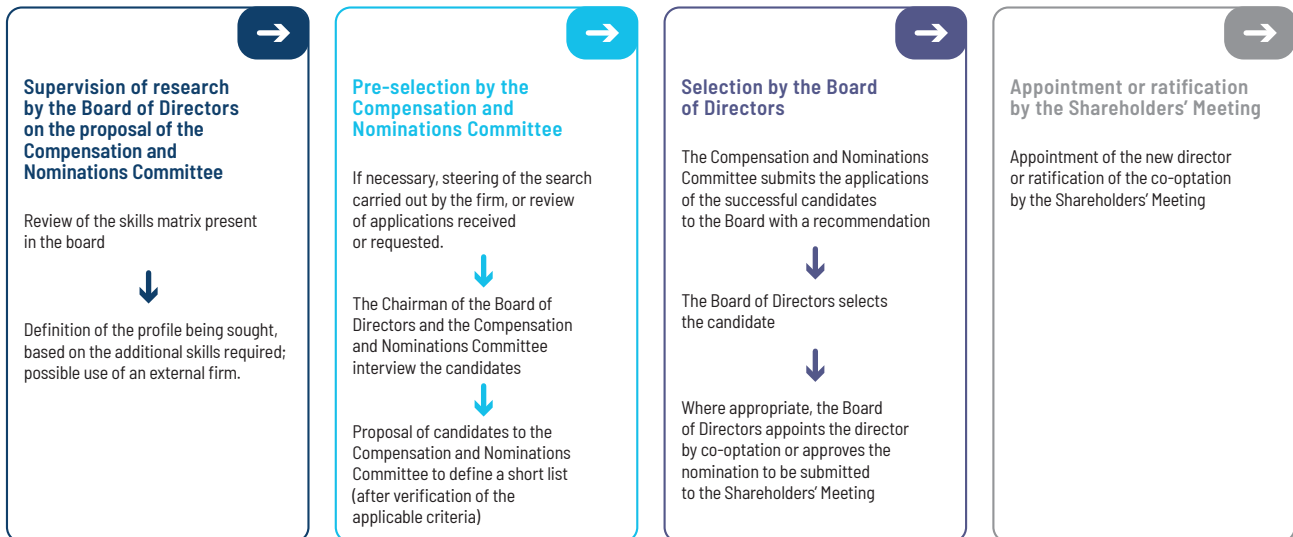 Supervision of research
by the Board of Directors
on the proposal of the
Compensation and
Nominations Committee
Review of the skills matrix present
in the board
Definition of the profile being sought,
based on the additional skills required;
possible use of an external firm.
Pre-selection by the
Compensation and
Nominations Committee
If necessary, steering of the search
carried out by the firm, or review
of applications received
or requested.
The Chairman of the Board of
Directors and the Compensation
and Nominations Committee
interview the candidates
Proposal of candidates to the
Compensation and Nominations
Committee to define a short list
(after verification of the
applicable criteria)
Selection by the Board
of Directors
The Compensation and Nominations
Committee submits the applications
of the successful candidates
to the Board with a recommendation
The Board of Directors selects
the candidate
Where appropriate, the Board
of Directors appoints the director
by co-optation or approves the
nomination to be submitted
to the Shareholders' Meeting
Appointment or ratification
by the Shareholders' Meeting
Appointment of the new director
or ratification of the co-optation
by the Shareholders' Meeting